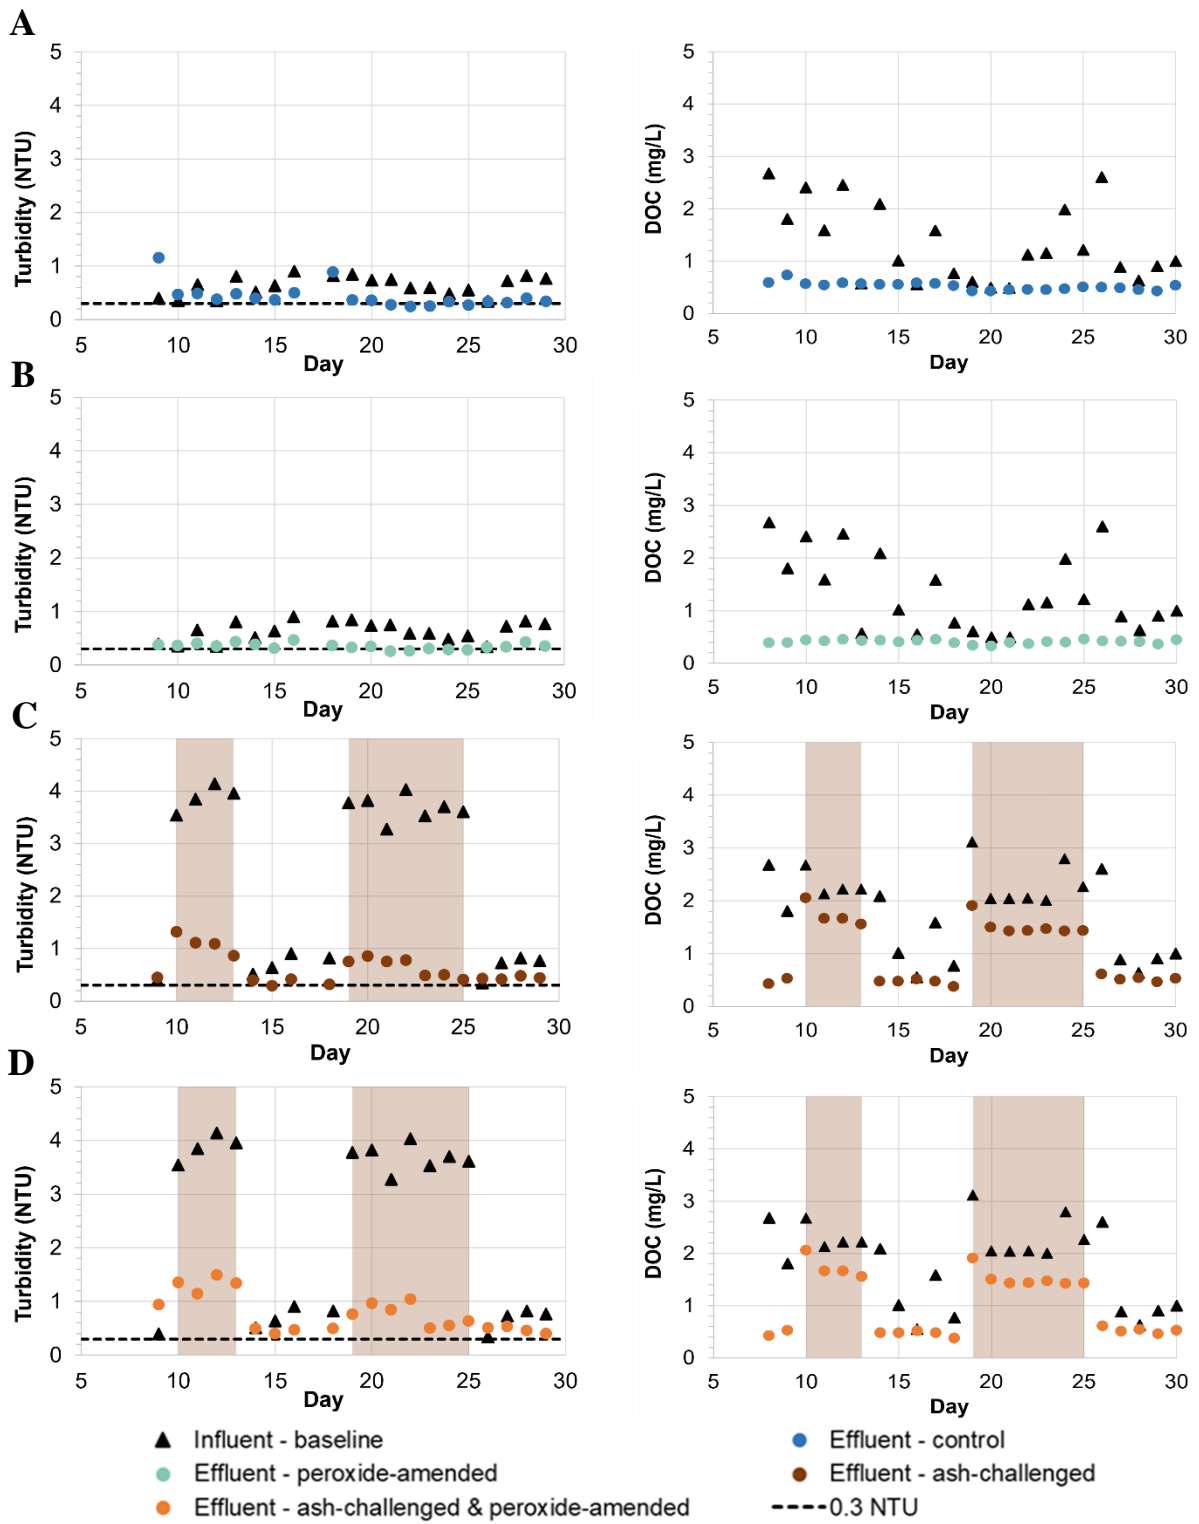 A
Turbidity (NTU)
5
4
3
2
1
0
5 10 15 20 25 30
Day
DOC (mg/L)
5
4
3
2
1
0
5 10 15 20 25 30
Day
B
Turbidity (NTU)
5
4
3
2
1
0
5 10 15 20 25 30
Day
DOC (mg/L)
5
4
3
2
1
0
5 10 15 20 25 30
Day
C
Turbidity (NTU)
5
4
3
2
1
0
5 10 15 20 25 30
Day
DOC (mg/L)
5
4
3
2
1
0
5 10 15 20 25 30
Day
D
Turbidity (NTU)
5
4
3
2
1
0
5 10 15 20 25 30
Day
DOC (mg/L)
5
4
3
2
1
0
5 10 15 20 25 30
Day
Influent - baseline
Effluent - control
Effluent - peroxide-amended
Effluent - ash-challenged
Effluent - ash-challenged & peroxide-amended
0.3 NTU